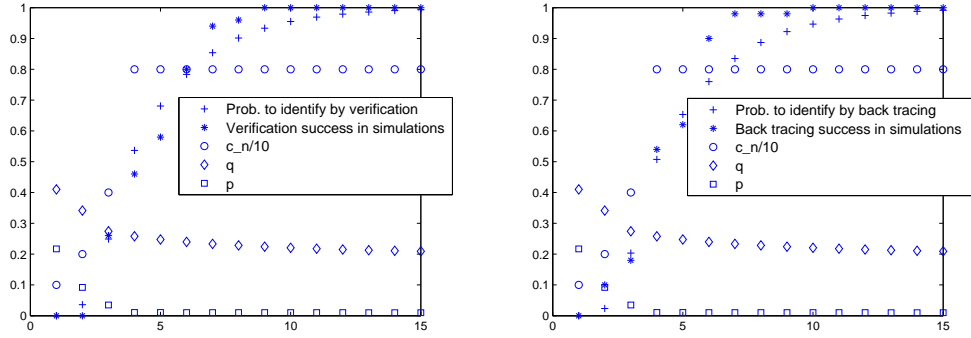 1
0.9
0.8
0.7
0.6
0.5
0.4
0.3
0.2
0.1
0
0 5 10 15
Prob. to identify by verification
Verification success in simulations
c_n/10
q
p
1
0.9
0.8
0.7
0.6
0.5
0.4
0.3
0.2
0.1
0
0 5 10 15
Prob. to identify by back tracing
Back tracing success in simulations
c_n/10
q
p